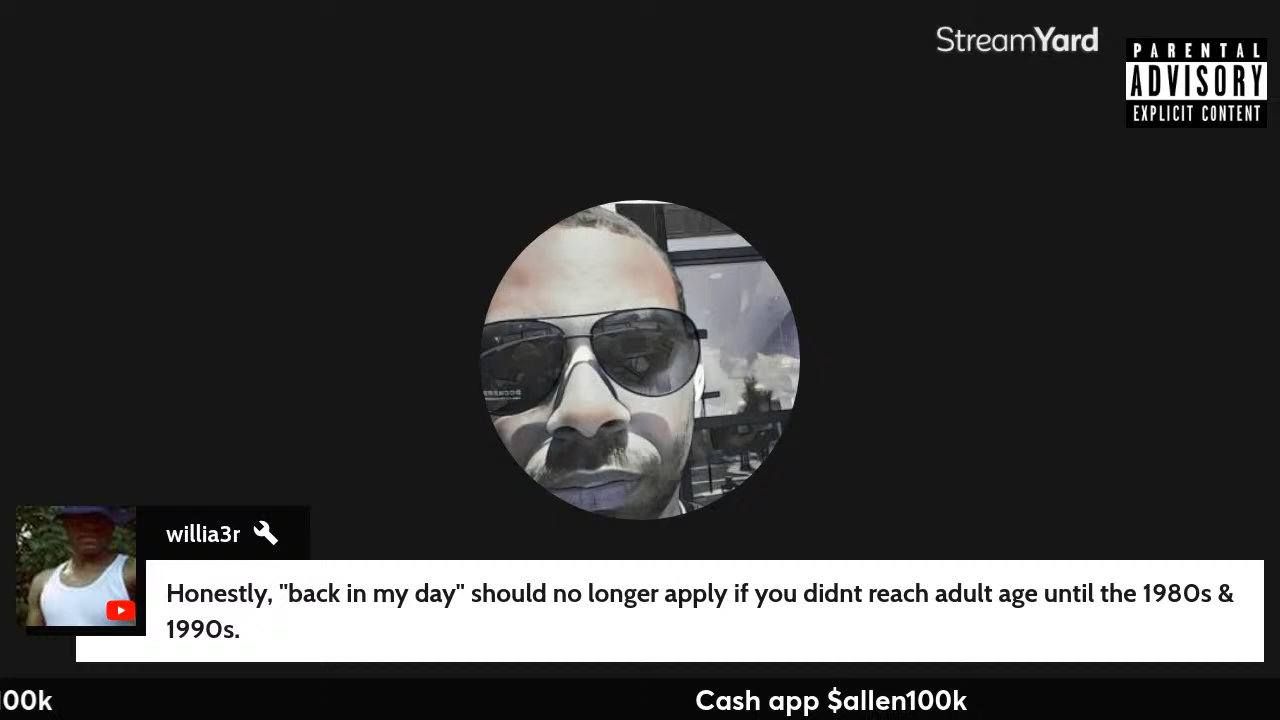 StreamYard
PARENTAL
ADVISORY
EXPLICIT CONTENT
willia3r
Honestly, "back in my day" should no longer apply if you didnt reach adult age until the 1980s &
1990s.
00k
Cash app $allen100k